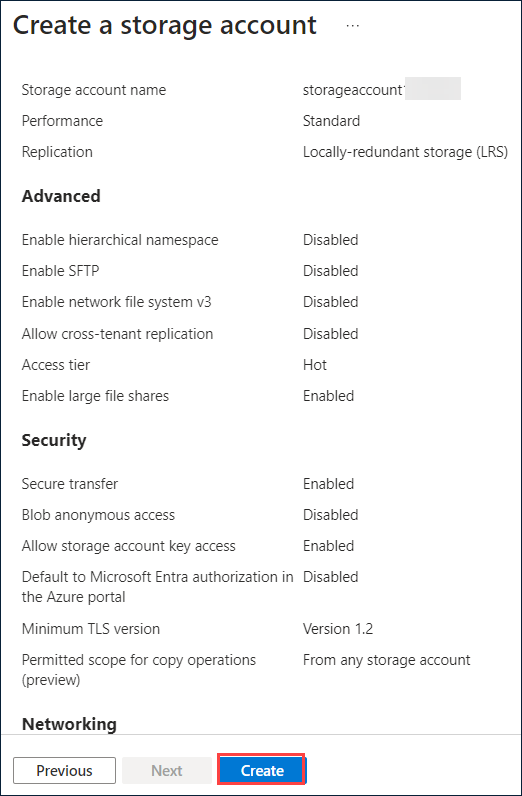 Create a storage account ...
Storage account name storageaccount
Performance Standard
Replication Locally-redundant storage (LRS)
Advanced
Enable hierarchical namespace Disabled
Enable SFTP Disabled
Enable network file system v3 Disabled
Allow cross-tenant replication Disabled
Access tier Hot
Enable large file shares Enabled
Security
Secure transfer Enabled
Blob anonymous access Disabled
Allow storage account key access Enabled
Default to Microsoft Entra authorization in Disabled
the Azure portal
Minimum TLS version Version 1.2
Permitted scope for copy operations From any storage account
(preview)
Networking
Previous Next Create